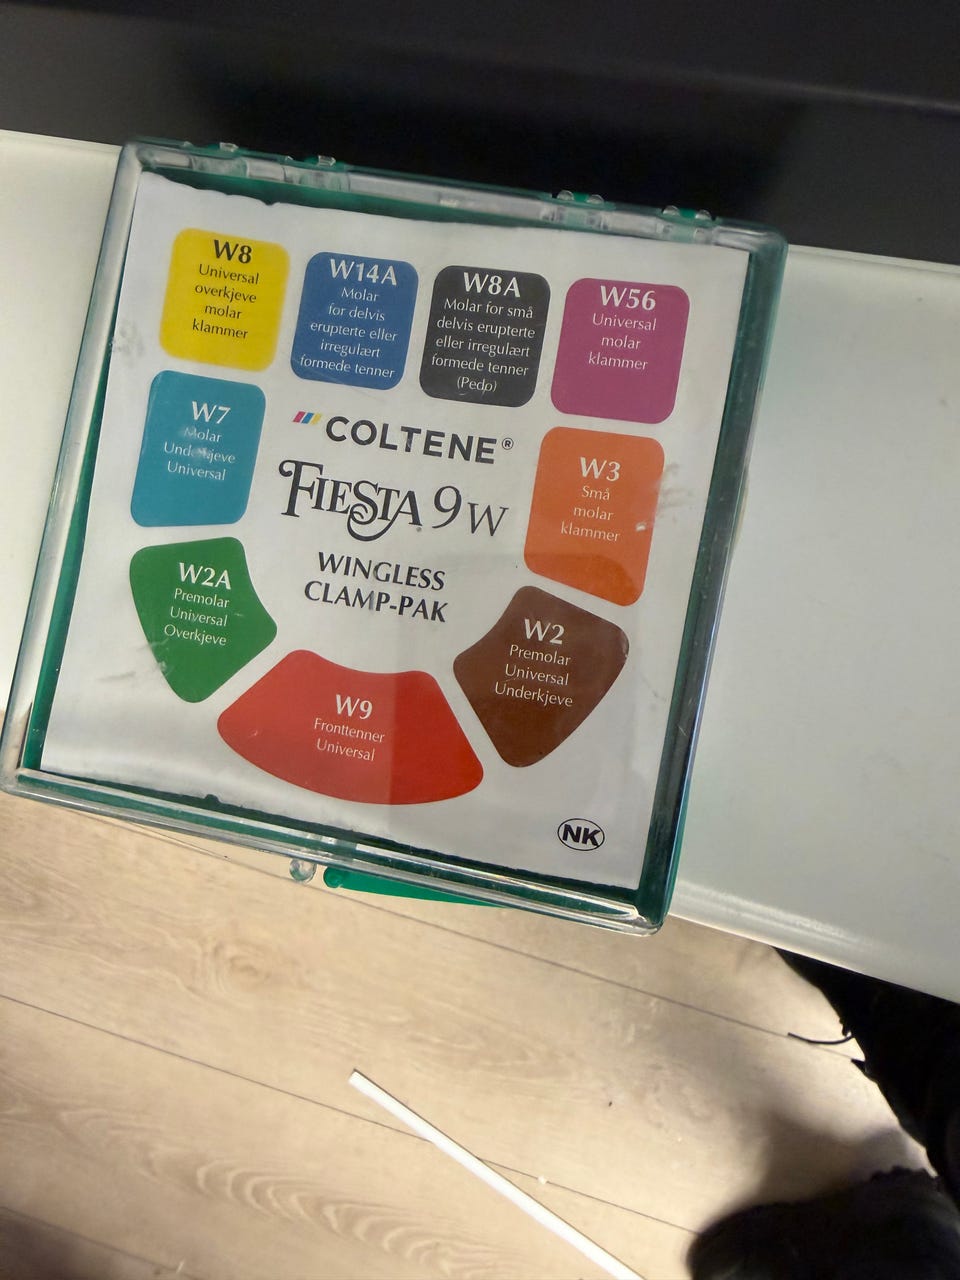 W8
Universal
overkjeve
molar
klammer
W14A
Molar
for delvis
erupterte eller
irregulært
formede tenner
W8A
Molar for små
delvis erupterte
eller irregulært
formede tenner
(Pedo)
W56
Universal
molar
klammer
W7
Molar
Underkjeve
Universal
COLTENE®
FIESTA 9W
WINGLESS
CLAMP-PAK
W3
Små
molar
klammer
W2A
Premolar
Universal
Overkjeve
W2
Premolar
Universal
Underkjeve
W9
Fronttenner
Universal
NK